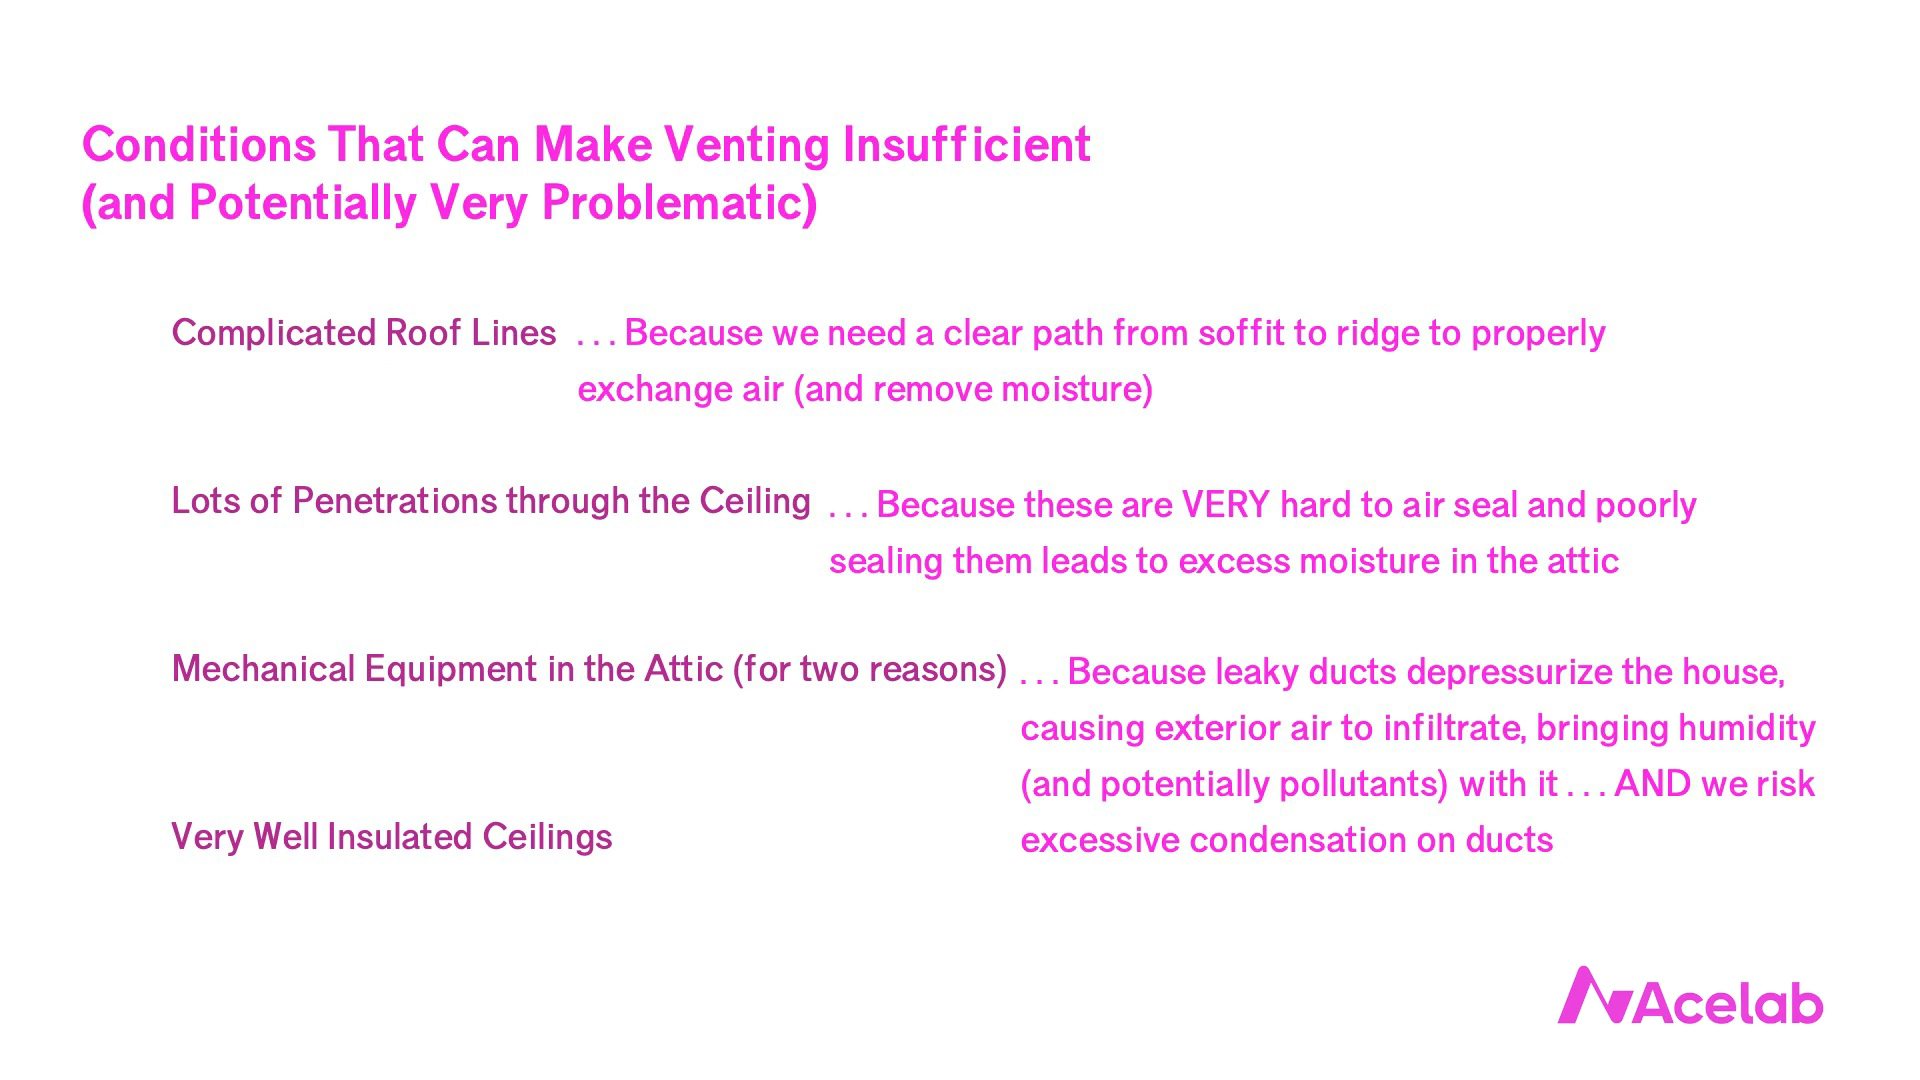 Conditions That Can Make Venting Insufficient
(and Potentially Very Problematic)
Complicated Roof Lines ... Because we need a clear path from soffit to ridge to properly
exchange air (and remove moisture)
Lots of Penetrations through the Ceiling ... Because these are VERY hard to air seal and poorly
sealing them leads to excess moisture in the attic
Mechanical Equipment in the Attic (for two reasons) ... Because leaky ducts depressurize the house,
causing exterior air to infiltrate, bringing humidity
(and potentially pollutants) with it ... AND we risk
excessive condensation on ducts
Very Well Insulated Ceilings
Acelab